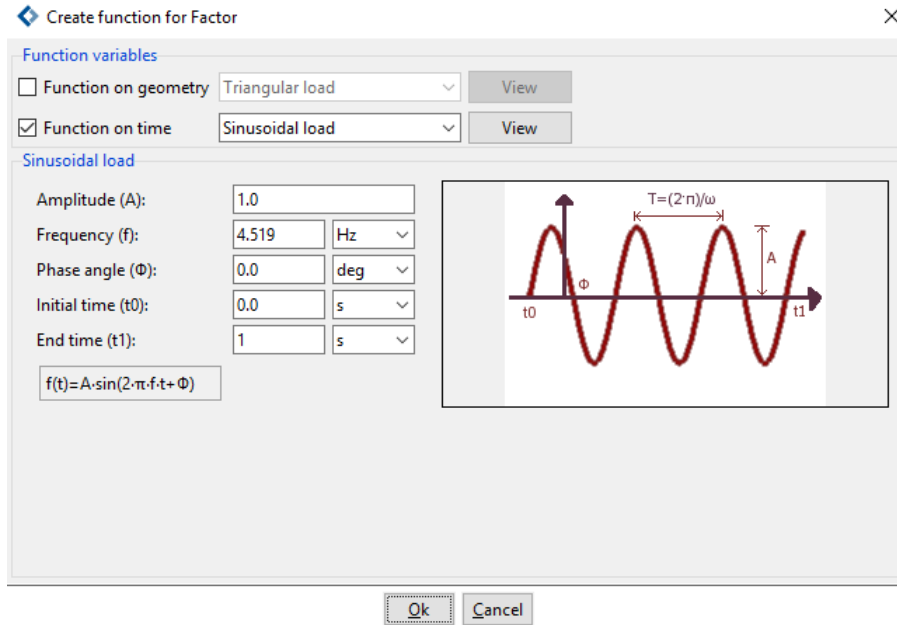 Create function for Factor
Function variables
Function on geometry Triangular load View
Function on time Sinusoidal load View
Sinusoidal load
Amplitude (A): 1.0
Frequency (f): 4.519 Hz
Phase angle (Φ): 0.0 deg
Initial time (t0): 0.0 s
End time (t1): 1 s
f(t)=A·sin(2·π·f·t+Φ)
T=(2·π)/ω
A
Φ
t0
t1
Ok Cancel